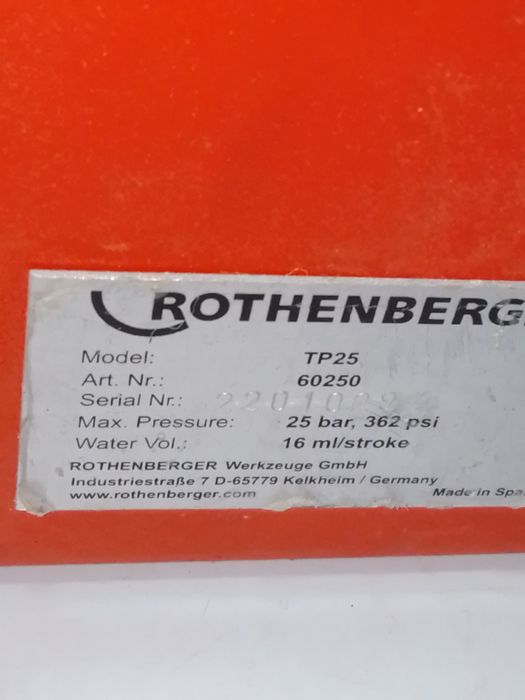 ROTHENBERGE
Model: TP25
Art. Nr.: 60250
Serial Nr.:
Max. Pressure: 25 bar, 362 psi
Water Vol.: 16 ml/stroke
ROTHENBERGER Werkzeuge GmbH
Industriestraße 7 D-65779 Kelkheim / Germany
www.rothenberger.com Made in Spa